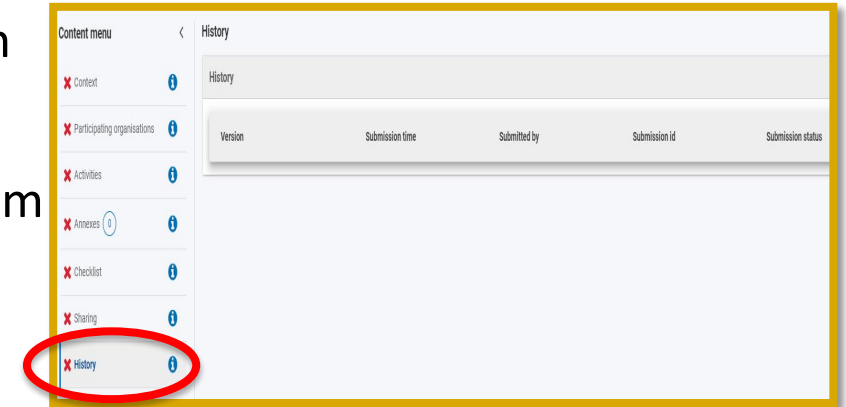 n
m
Content menu
Context
Participating organisations
Activities
Annexes 0
Checklist
Sharing
History
History
History
Version Submission time Submitted by Submission id Submission status